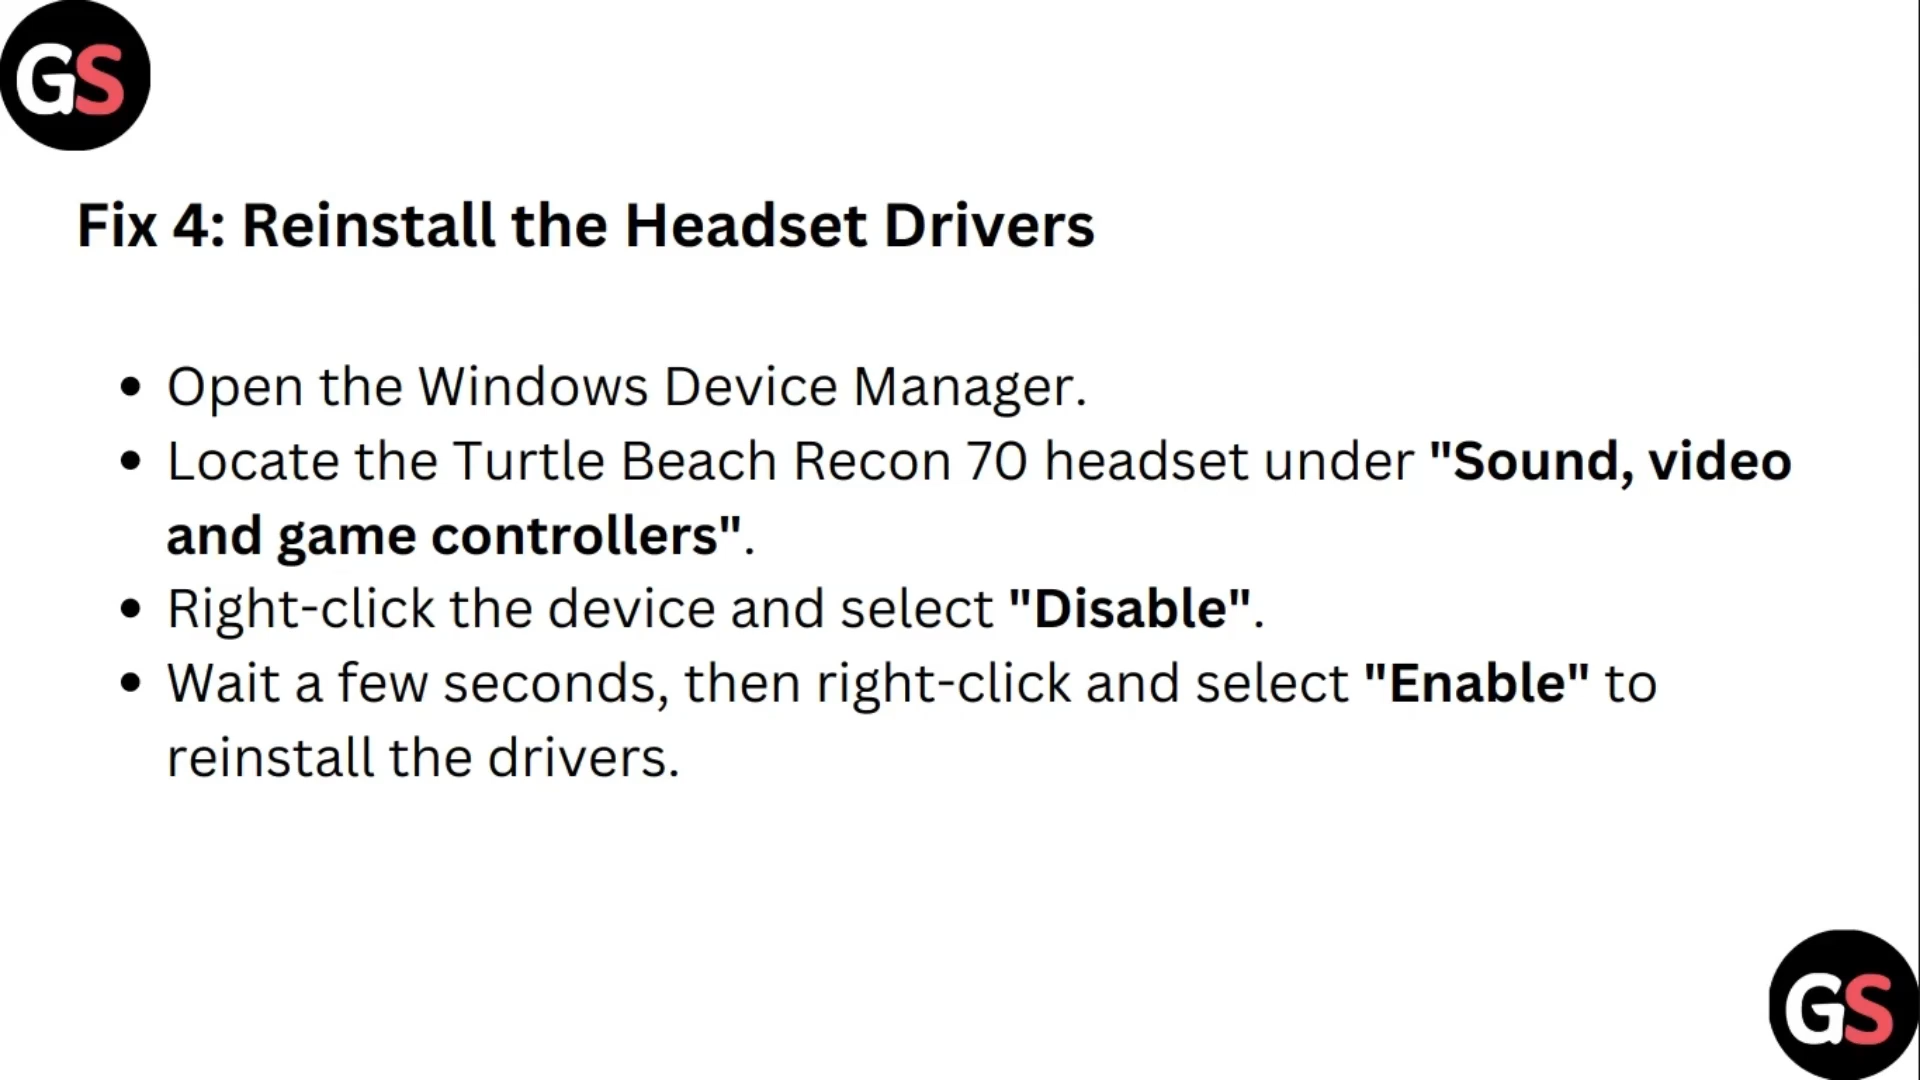 GS
Fix 4: Reinstall the Headset Drivers
• Open the Windows Device Manager.
• Locate the Turtle Beach Recon 70 headset under "Sound, video
and game controllers".
• Right-click the device and select "Disable".
• Wait a few seconds, then right-click and select "Enable" to
reinstall the drivers.
GS